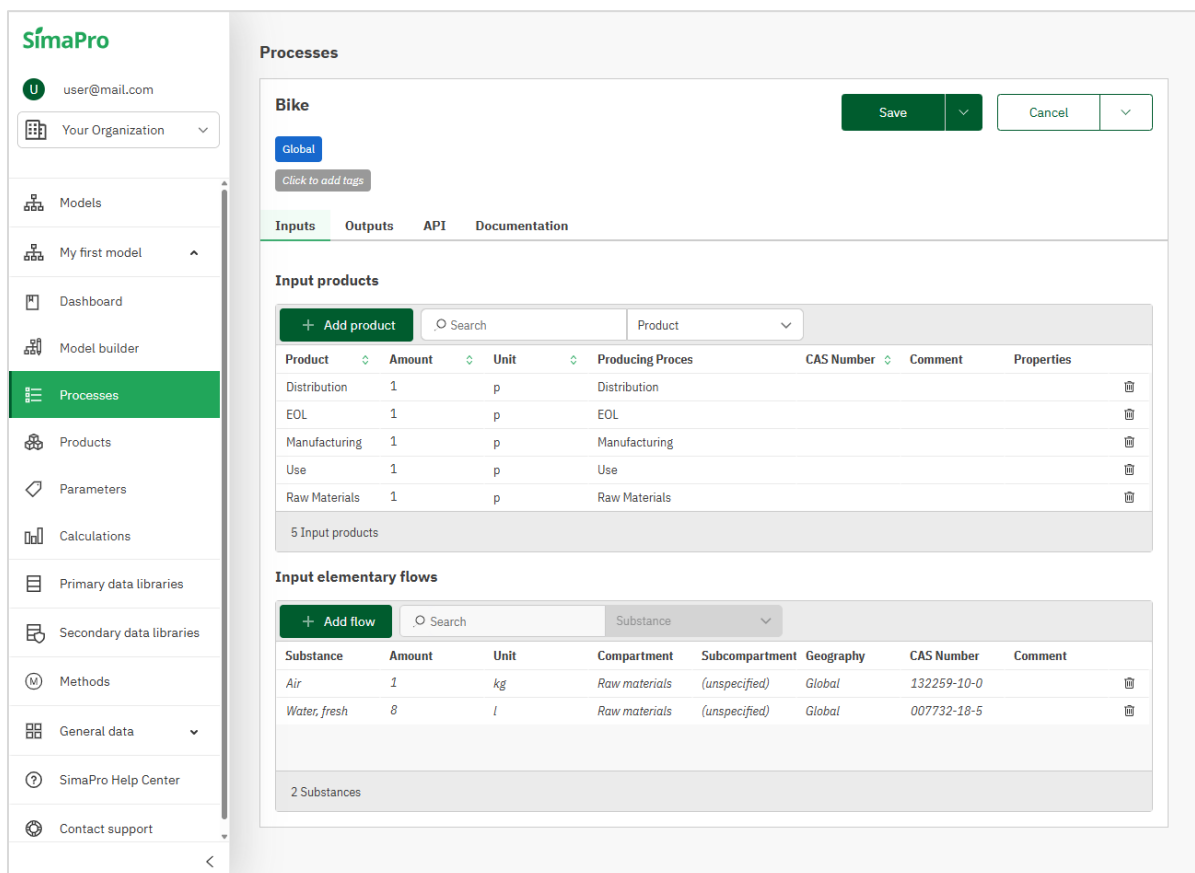 SimaPro
U user@mail.com
Your Organization
Models
My first model
Dashboard
Model builder
Processes
Products
Parameters
Calculations
Primary data libraries
Secondary data libraries
M Methods
General data
? SimaPro Help Center
Contact support
Processes
Bike
Save
Cancel
Global
Click to add tags
Inputs Outputs API Documentation
Input products
+ Add product Search Product
Product Amount Unit Producing Proces CAS Number Comment Properties
Distribution 1 p Distribution
EOL 1 p EOL
Manufacturing 1 p Manufacturing
Use 1 p Use
Raw Materials 1 p Raw Materials
5 Input products
Input elementary flows
+ Add flow Search Substance
Substance Amount Unit Compartment Subcompartment Geography CAS Number Comment
Air 1 kg Raw materials (unspecified) Global 132259-10-0
Water, fresh 8 l Raw materials (unspecified) Global 007732-18-5
2 Substances